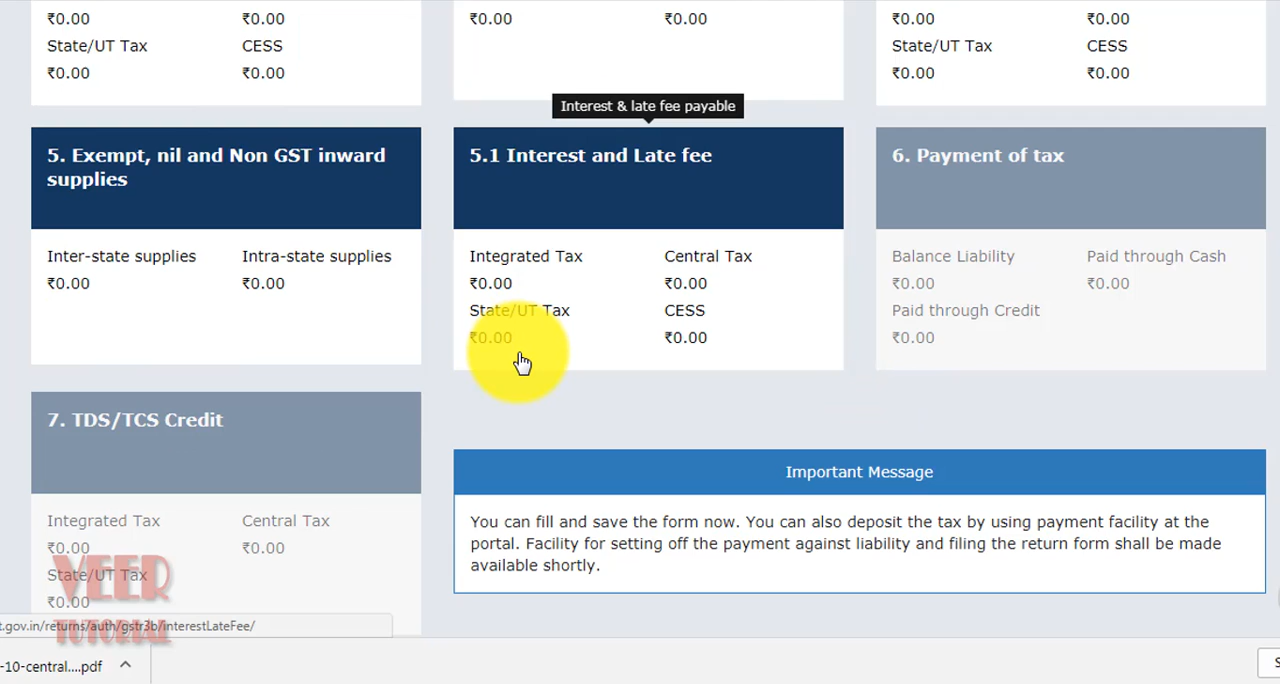 ₹0.00 ₹0.00 ₹0.00 ₹0.00 ₹0.00 ₹0.00
State/UT Tax CESS State/UT Tax CESS
₹0.00 ₹0.00 ₹0.00 ₹0.00
Interest & late fee payable
5. Exempt, nil and Non GST inward
supplies
Inter-state supplies Intra-state supplies
₹0.00 ₹0.00
5.1 Interest and Late fee
Integrated Tax Central Tax
₹0.00 ₹0.00
State/UT Tax CESS
₹0.00 ₹0.00
6. Payment of tax
Balance Liability Paid through Cash
₹0.00 ₹0.00
Paid through Credit
₹0.00
7. TDS/TCS Credit
Integrated Tax Central Tax
₹0.00 ₹0.00
State/UT Tax
₹0.00
Important Message
You can fill and save the form now. You can also deposit the tax by using payment facility at the
portal. Facility for setting off the payment against liability and filing the return form shall be made
available shortly.
VEER
TUTORIAL
t.gov.in/returns/auth/gstr3b/interestLateFee/
-10-central....pdf
S